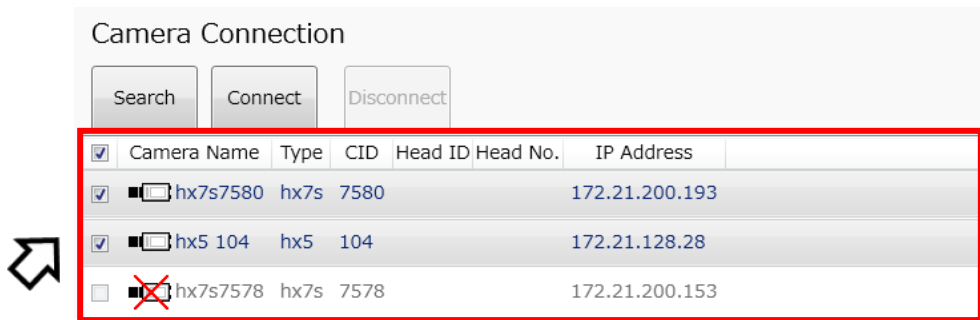 Camera Connection
Search Connect Disconnect
Camera Name Type CID Head ID Head No. IP Address
hx7s7580 hx7s 7580 172.21.200.193
hx5 104 hx5 104 172.21.128.28
hx7s7578 hx7s 7578 172.21.200.153